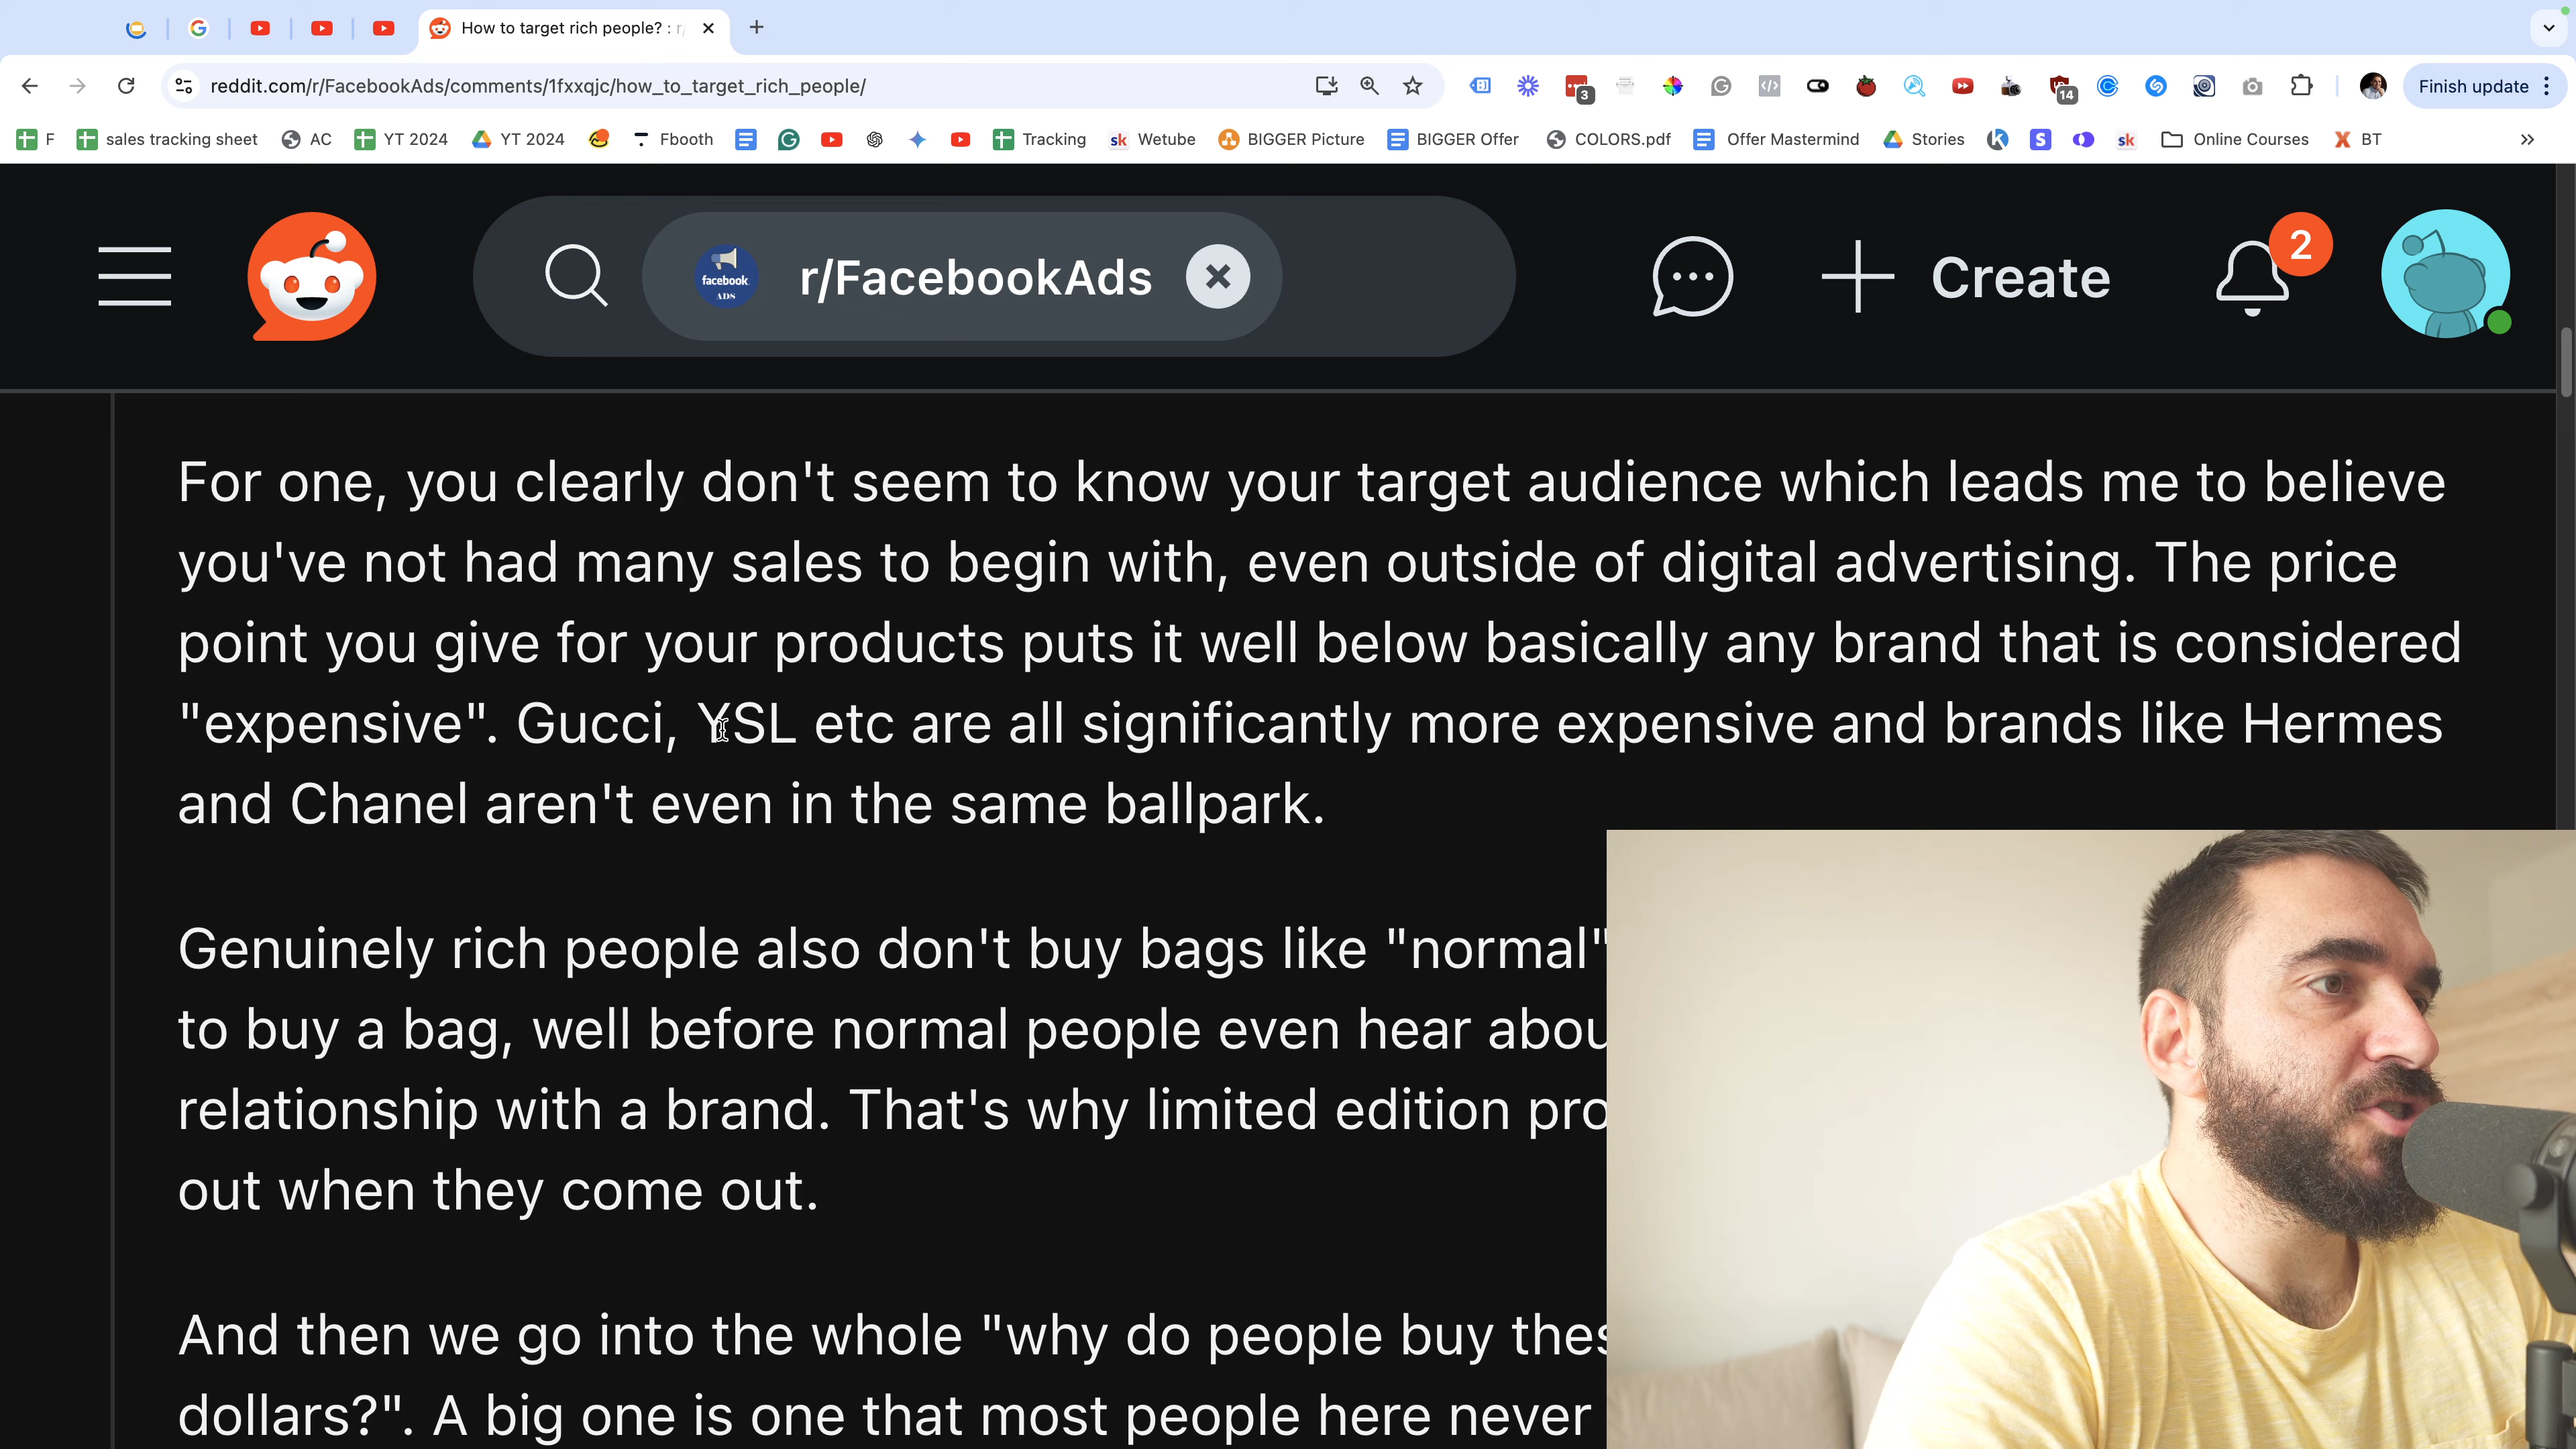 How to target rich people? : r/
reddit.com/r/FacebookAds/comments/1fxxqjc/how_to_target_rich_people/
3
14
Finish update
F
sales tracking sheet
AC
YT 2024
YT 2024
Fbooth
Tracking
sk Wetube
BIGGER Picture
BIGGER Offer
COLORS.pdf
Offer Mastermind
Stories
S
sk
Online Courses
BT
facebook ADS
r/FacebookAds
Create
2
For one, you clearly don't seem to know your target audience which leads me to believe
you've not had many sales to begin with, even outside of digital advertising. The price
point you give for your products puts it well below basically any brand that is considered
"expensive". Gucci, YSL etc are all significantly more expensive and brands like Hermes
and Chanel aren't even in the same ballpark.
Genuinely rich people also don't buy bags like "normal"
to buy a bag, well before normal people even hear abou
relationship with a brand. That's why limited edition pro
out when they come out.
And then we go into the whole "why do people buy thes
dollars?". A big one is one that most people here never